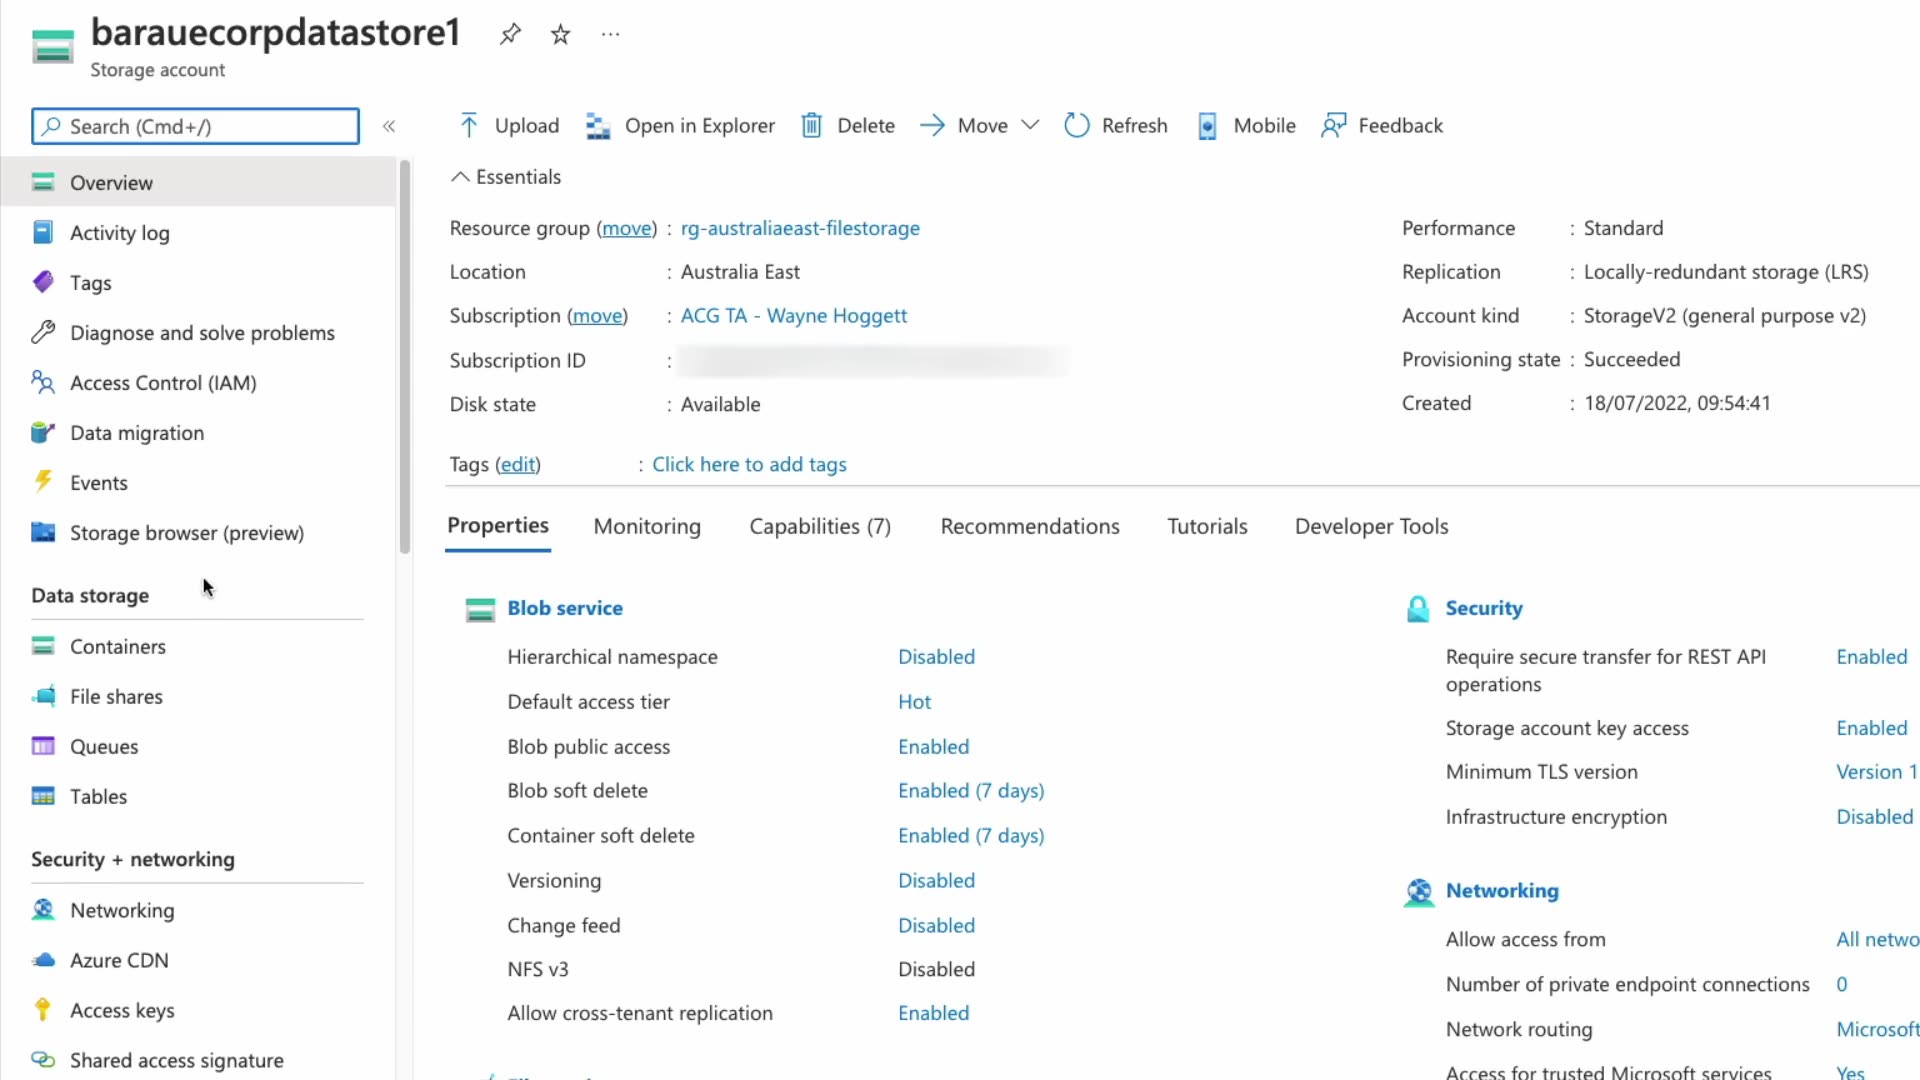 barauecorpdatastore1
Storage account
Search (Cmd+/)
Upload
Open in Explorer
Delete
Move
Refresh
Mobile
Feedback
Overview
Activity log
Tags
Diagnose and solve problems
Access Control (IAM)
Data migration
Events
Storage browser (preview)
Data storage
Containers
File shares
Queues
Tables
Security + networking
Networking
Azure CDN
Access keys
Shared access signature
Essentials
Resource group (move) : rg-australiaeast-filestorage
Location : Australia East
Subscription (move) : ACG TA - Wayne Hoggett
Subscription ID :
Disk state : Available
Tags (edit) : Click here to add tags
Performance : Standard
Replication : Locally-redundant storage (LRS)
Account kind : StorageV2 (general purpose v2)
Provisioning state : Succeeded
Created : 18/07/2022, 09:54:41
Properties
Monitoring
Capabilities (7)
Recommendations
Tutorials
Developer Tools
Blob service
Hierarchical namespace Disabled
Default access tier Hot
Blob public access Enabled
Blob soft delete Enabled (7 days)
Container soft delete Enabled (7 days)
Versioning Disabled
Change feed Disabled
NFS v3 Disabled
Allow cross-tenant replication Enabled
Security
Require secure transfer for REST API Enabled
operations
Storage account key access Enabled
Minimum TLS version Version 1
Infrastructure encryption Disabled
Networking
Allow access from All netwo
Number of private endpoint connections 0
Network routing Microsoft
Access for trusted Microsoft services Yes